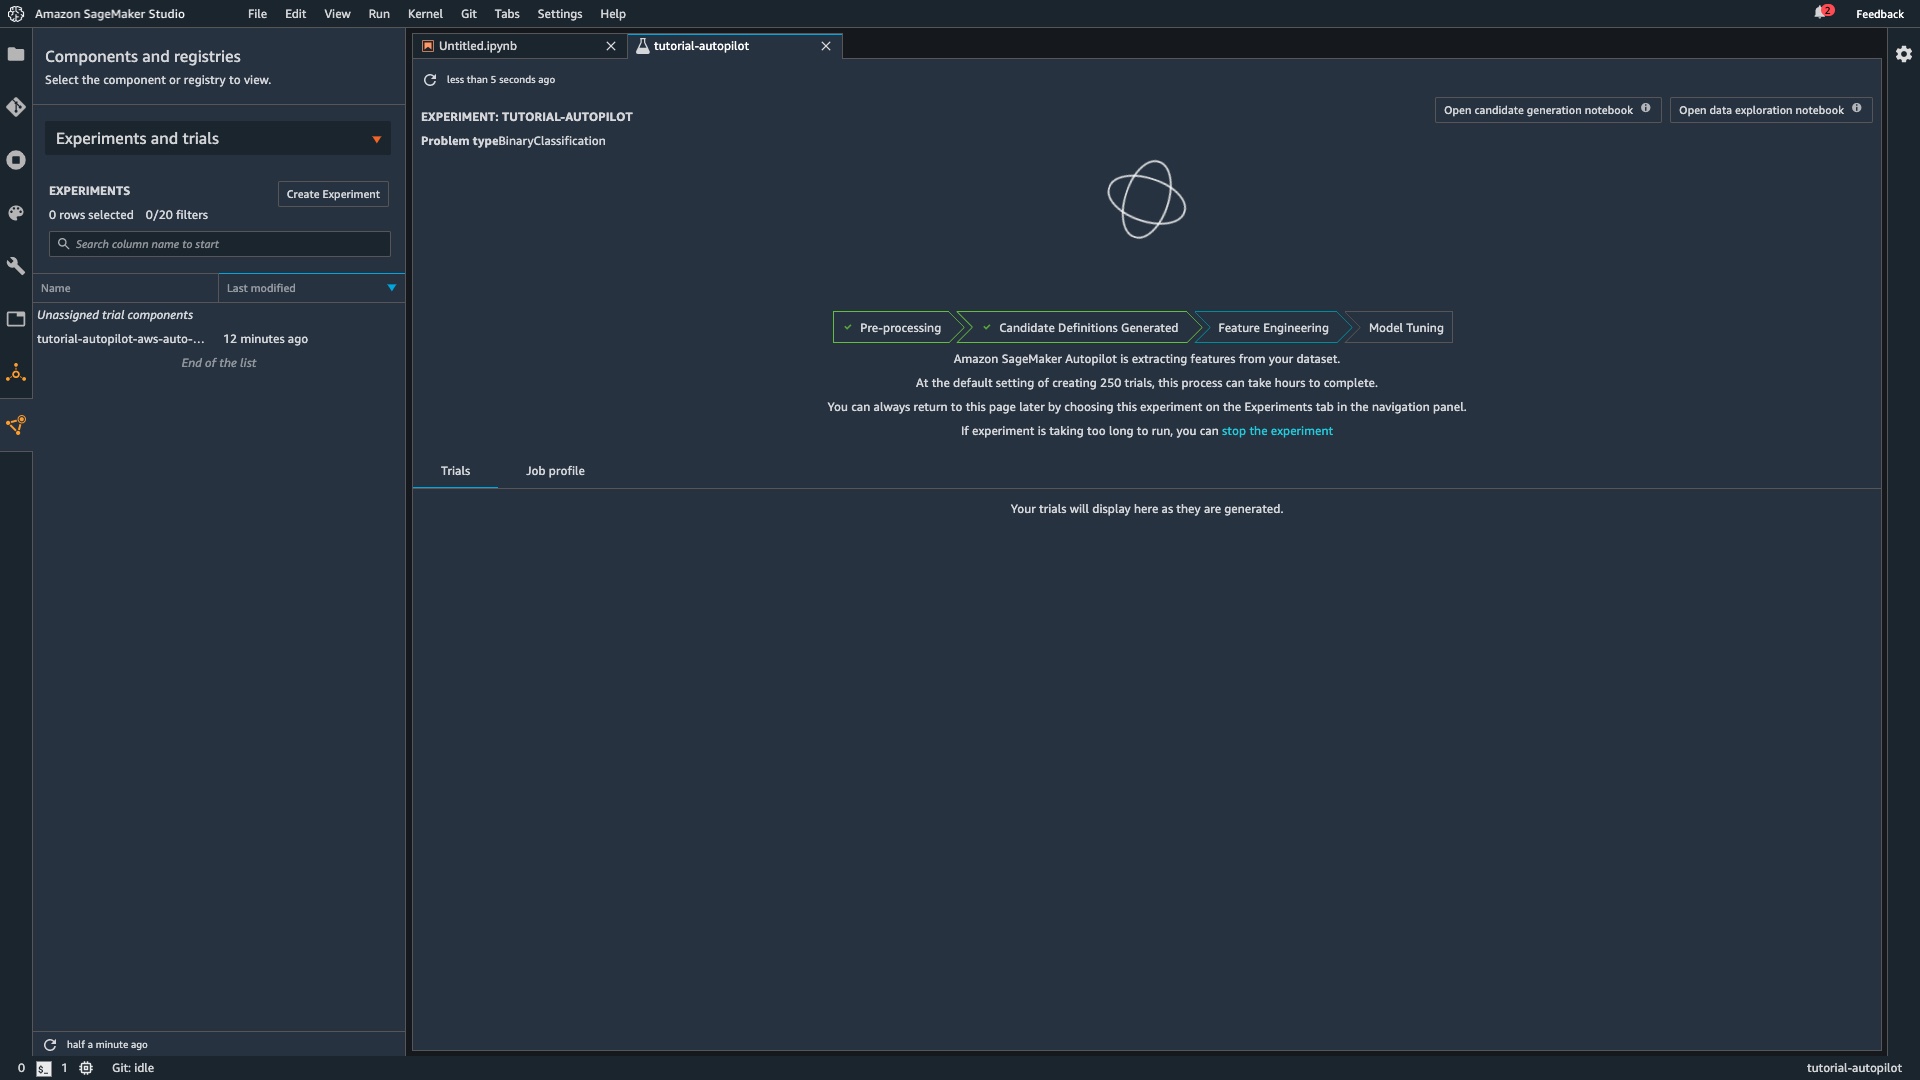 Amazon SageMaker Studio File Edit View Run Kernel Git Tabs Settings Help 2 Feedback
Components and registries
Select the component or registry to view.
Experiments and trials
EXPERIMENTS
Create Experiment
0 rows selected 0/20 filters
Search column name to start
Name Last modified
Unassigned trial components
tutorial-autopilot-aws-auto-... 12 minutes ago
End of the list
half a minute ago
Untitled.ipynb tutorial-autopilot
less than 5 seconds ago
Open candidate generation notebook Open data exploration notebook
EXPERIMENT: TUTORIAL-AUTOPILOT
Problem typeBinaryClassification
Pre-processing Candidate Definitions Generated Feature Engineering Model Tuning
Amazon SageMaker Autopilot is extracting features from your dataset.
At the default setting of creating 250 trials, this process can take hours to complete.
You can always return to this page later by choosing this experiment on the Experiments tab in the navigation panel.
If experiment is taking too long to run, you can stop the experiment
Trials Job profile
Your trials will display here as they are generated.
0 $_ 1 Git: idle tutorial-autopilot